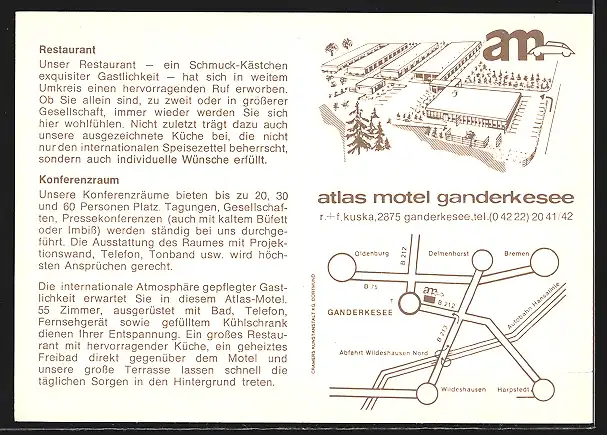 Restaurant
Unser Restaurant — ein Schmuck-Kästchen
exquisiter Gastlichkeit — hat sich in weitem
Umkreis einen hervorragenden Ruf erworben.
Ob Sie allein sind, zu zweit oder in größerer
Gesellschaft, immer wieder werden Sie sich
hier wohlfühlen. Nicht zuletzt trägt dazu auch
unsere ausgezeichnete Küche bei, die nicht
nur den internationalen Speisezettel beherrscht,
sondern auch individuelle Wünsche erfüllt.
Konferenzraum
Unsere Konferenzräume bieten bis zu 20, 30
und 60 Personen Platz. Tagungen, Gesellschaf-
ten, Pressekonferenzen (auch mit kaltem Büfett
oder Imbiß) werden ständig bei uns durchge-
führt. Die Ausstattung des Raumes mit Projek-
tionswand, Telefon, Tonband usw. wird höch-
sten Ansprüchen gerecht.
Die internationale Atmosphäre gepflegter Gast-
lichkeit erwartet Sie in diesem Atlas-Motel.
55 Zimmer, ausgerüstet mit Bad, Telefon,
Fernsehgerät sowie gefülltem Kühlschrank
dienen Ihrer Entspannung. Ein großes Restau-
rant mit hervorragender Küche, ein geheiztes
Freibad direkt gegenüber dem Motel und
unsere große Terrasse lassen schnell die
täglichen Sorgen in den Hintergrund treten.
CRAMERS KUNSTANSTALT KG, DORTMUND
am
atlas motel ganderkesee
r.+f. kuska, 2875 ganderkesee, tel. (0 42 22) 20 41/42
Oldenburg
B 212
Delmenhorst
Bremen
B 75
am
B 212
GANDERKESEE
B 213
Autobahn Hansalinie
Abfahrt Wildeshausen Nord
Wildeshausen
Harpstedt